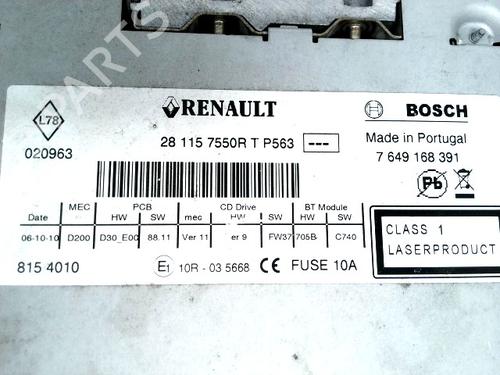 PARTS
L78
020963
RENAULT
28 115 7550R T P563 ---
BOSCH
Made in Portugal
7 649 168 391
Pb
MEC PCB CD Drive BT Module
Date HW SW mec HW SW HW SW
06-10-10 D200 D30_E00 88.11 Ver 11 er 9 FW37 705B C740
815 4010
E1 10R - 03 5668 CE FUSE 10A
CLASS 1
LASERPRODUCT